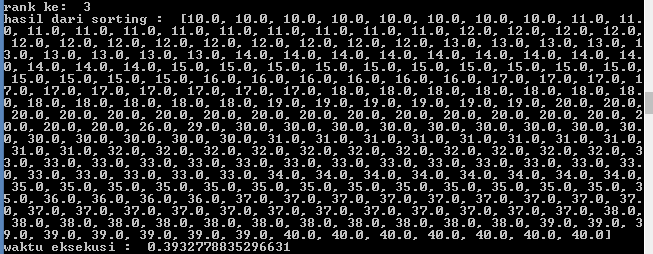 rank ke:  3
hasil dari sorting :  [10.0, 10.0, 10.0, 10.0, 10.0, 10.0, 10.0, 10.0, 11.0, 11.
0, 11.0, 11.0, 11.0, 11.0, 11.0, 11.0, 11.0, 11.0, 11.0, 11.0, 12.0, 12.0, 12.0,
 12.0, 12.0, 12.0, 12.0, 12.0, 12.0, 12.0, 12.0, 12.0, 13.0, 13.0, 13.0, 13.0, 1
3.0, 13.0, 13.0, 13.0, 13.0, 14.0, 14.0, 14.0, 14.0, 14.0, 14.0, 14.0, 14.0, 14.
0, 14.0, 14.0, 14.0, 15.0, 15.0, 15.0, 15.0, 15.0, 15.0, 15.0, 15.0, 15.0, 15.0,
 15.0, 15.0, 15.0, 15.0, 16.0, 16.0, 16.0, 16.0, 16.0, 16.0, 17.0, 17.0, 17.0, 1
7.0, 17.0, 17.0, 17.0, 17.0, 17.0, 17.0, 18.0, 18.0, 18.0, 18.0, 18.0, 18.0, 18.
0, 18.0, 18.0, 18.0, 18.0, 18.0, 19.0, 19.0, 19.0, 19.0, 19.0, 19.0, 20.0, 20.0,
 20.0, 20.0, 20.0, 20.0, 20.0, 20.0, 20.0, 20.0, 20.0, 20.0, 20.0, 20.0, 20.0, 2
0.0, 20.0, 20.0, 26.0, 29.0, 30.0, 30.0, 30.0, 30.0, 30.0, 30.0, 30.0, 30.0, 30.
0, 30.0, 30.0, 30.0, 30.0, 30.0, 31.0, 31.0, 31.0, 31.0, 31.0, 31.0, 31.0, 31.0,
 31.0, 31.0, 32.0, 32.0, 32.0, 32.0, 32.0, 32.0, 32.0, 32.0, 32.0, 32.0, 33.0, 3
3.0, 33.0, 33.0, 33.0, 33.0, 33.0, 33.0, 33.0, 33.0, 33.0, 33.0, 33.0, 33.0, 33.
0, 33.0, 33.0, 33.0, 33.0, 33.0, 34.0, 34.0, 34.0, 34.0, 34.0, 34.0, 34.0, 34.0,
 35.0, 35.0, 35.0, 35.0, 35.0, 35.0, 35.0, 35.0, 35.0, 35.0, 35.0, 35.0, 35.0, 3
5.0, 36.0, 36.0, 36.0, 37.0, 37.0, 37.0, 37.0, 37.0, 37.0, 37.0, 37.0, 37.0, 37.
0, 37.0, 37.0, 37.0, 37.0, 37.0, 37.0, 37.0, 37.0, 37.0, 37.0, 37.0, 37.0, 38.0,
 38.0, 38.0, 38.0, 38.0, 38.0, 38.0, 38.0, 38.0, 38.0, 38.0, 38.0, 39.0, 39.0, 3
9.0, 39.0, 39.0, 39.0, 39.0, 39.0, 40.0, 40.0, 40.0, 40.0, 40.0, 40.0, 40.0]
waktu eksekusi :  0.3932778835296631